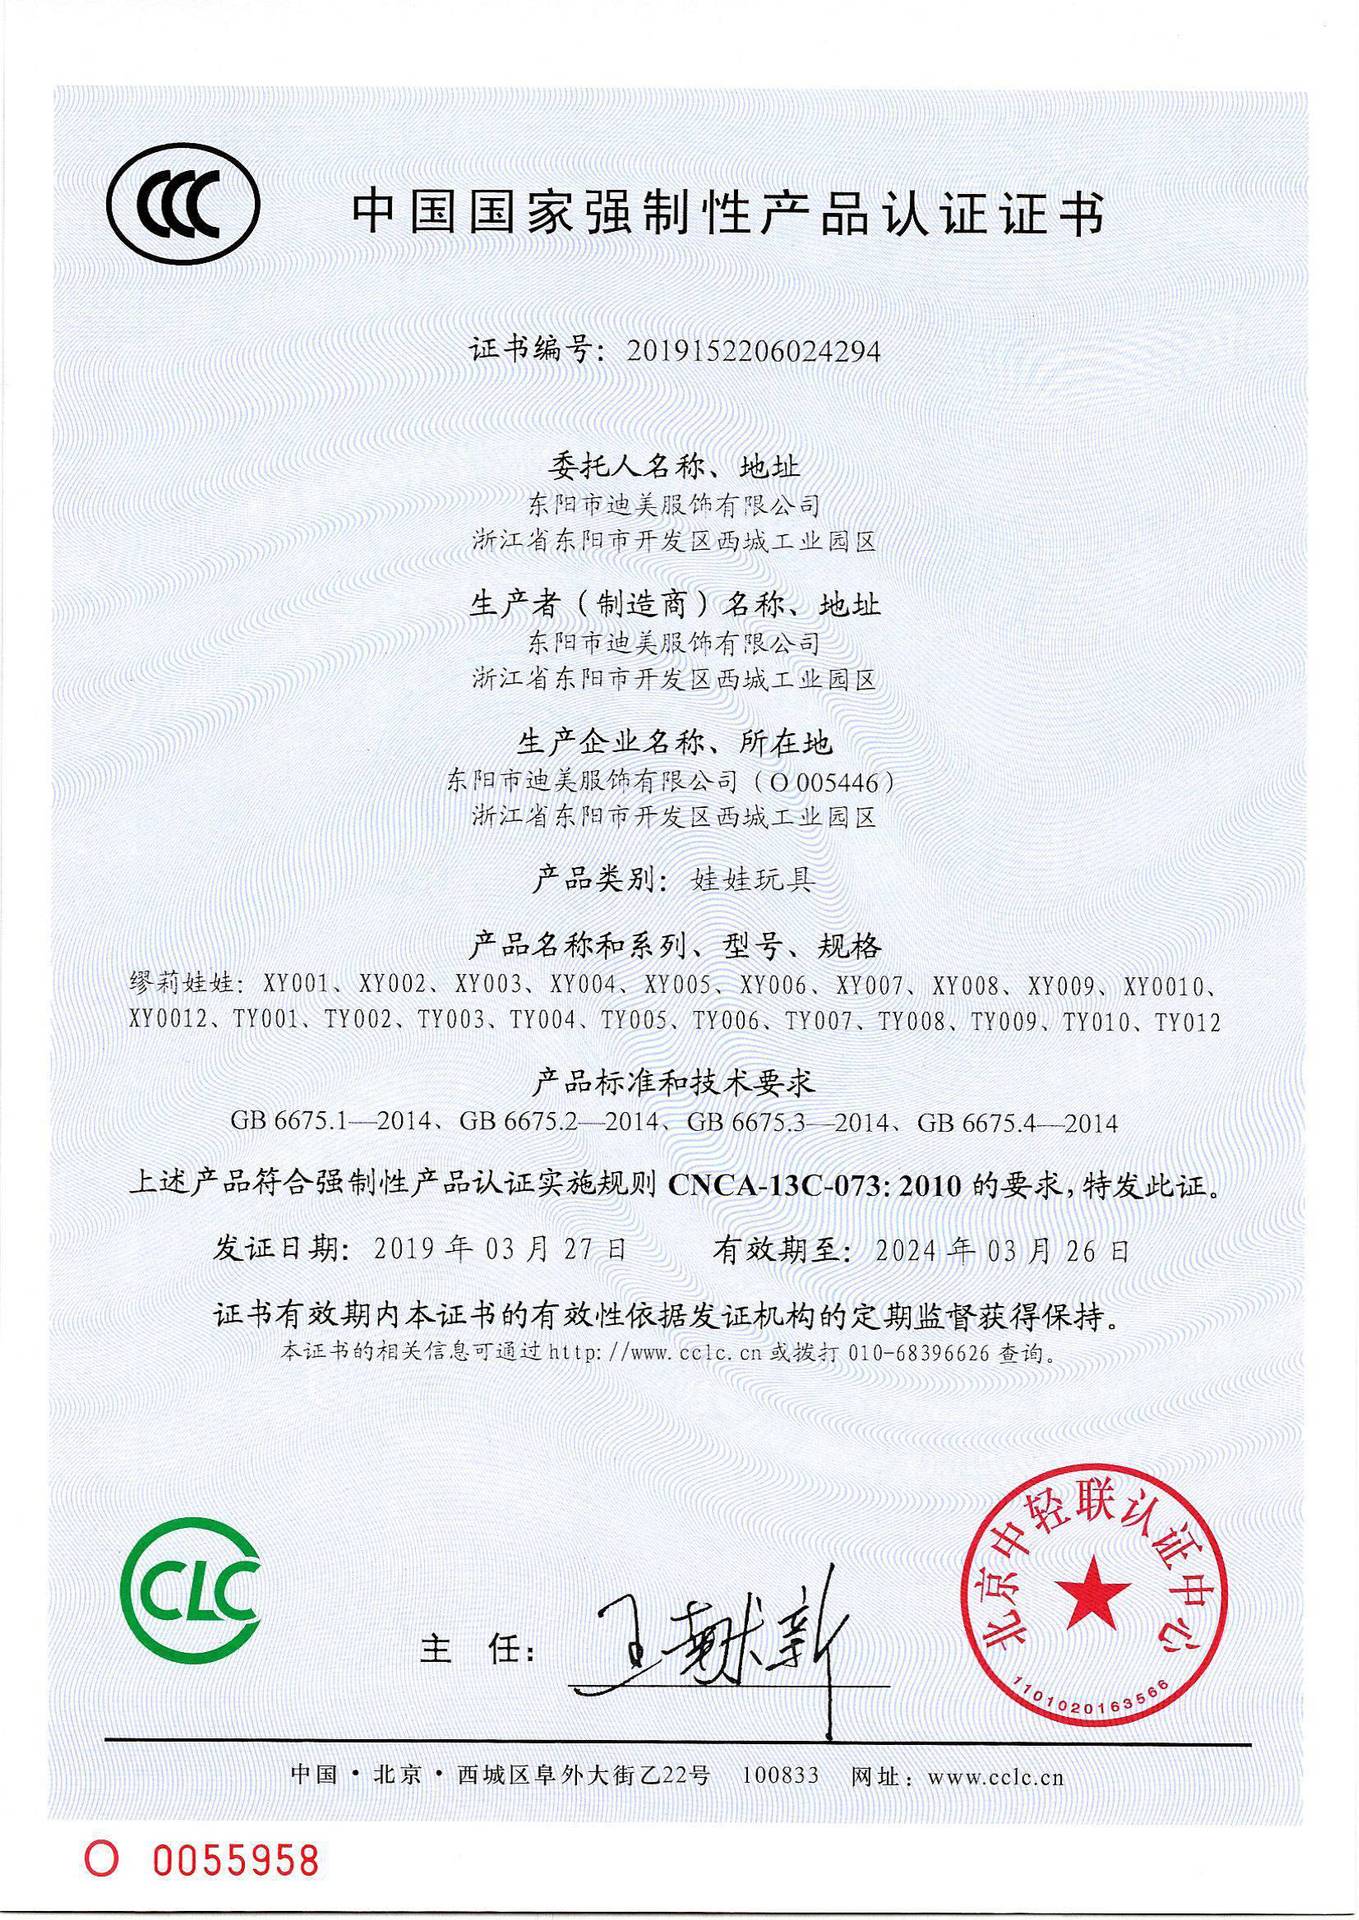 CCC
中国国家强制性产品认证证书
证书编号：2019152206024294
委托人名称、地址
东阳市迪美服饰有限公司
浙江省东阳市开发区西城工业园区
生产者（制造商）名称、地址
东阳市迪美服饰有限公司
浙江省东阳市开发区西城工业园区
生产企业名称、所在地
东阳市迪美服饰有限公司（O 005446）
浙江省东阳市开发区西城工业园区
产品类别：娃娃玩具
产品名称和系列、型号、规格
缪莉娃娃：XY001、XY002、XY003、XY004、XY005、XY006、XY007、XY008、XY009、XY0010、
XY0012、TY001、TY002、TY003、TY004、TY005、TY006、TY007、TY008、TY009、TY010、TY012
产品标准和技术要求
GB 6675.1—2014、GB 6675.2—2014、GB 6675.3—2014、GB 6675.4—2014
上述产品符合强制性产品认证实施规则 CNCA-13C-073:2010 的要求,特发此证。
发证日期：2019 年 03 月 27 日 有效期至：2024 年 03 月 26 日
证书有效期内本证书的有效性依据发证机构的定期监督获得保持。
本证书的相关信息可通过http://www.cclc.cn或拨打 010-68396626 查询。
CLC
主 任：王献新
北京中轻联认证中心
1101020163566
中国·北京·西城区阜外大街乙22号 100833 网址：www.cclc.cn
O 0055958